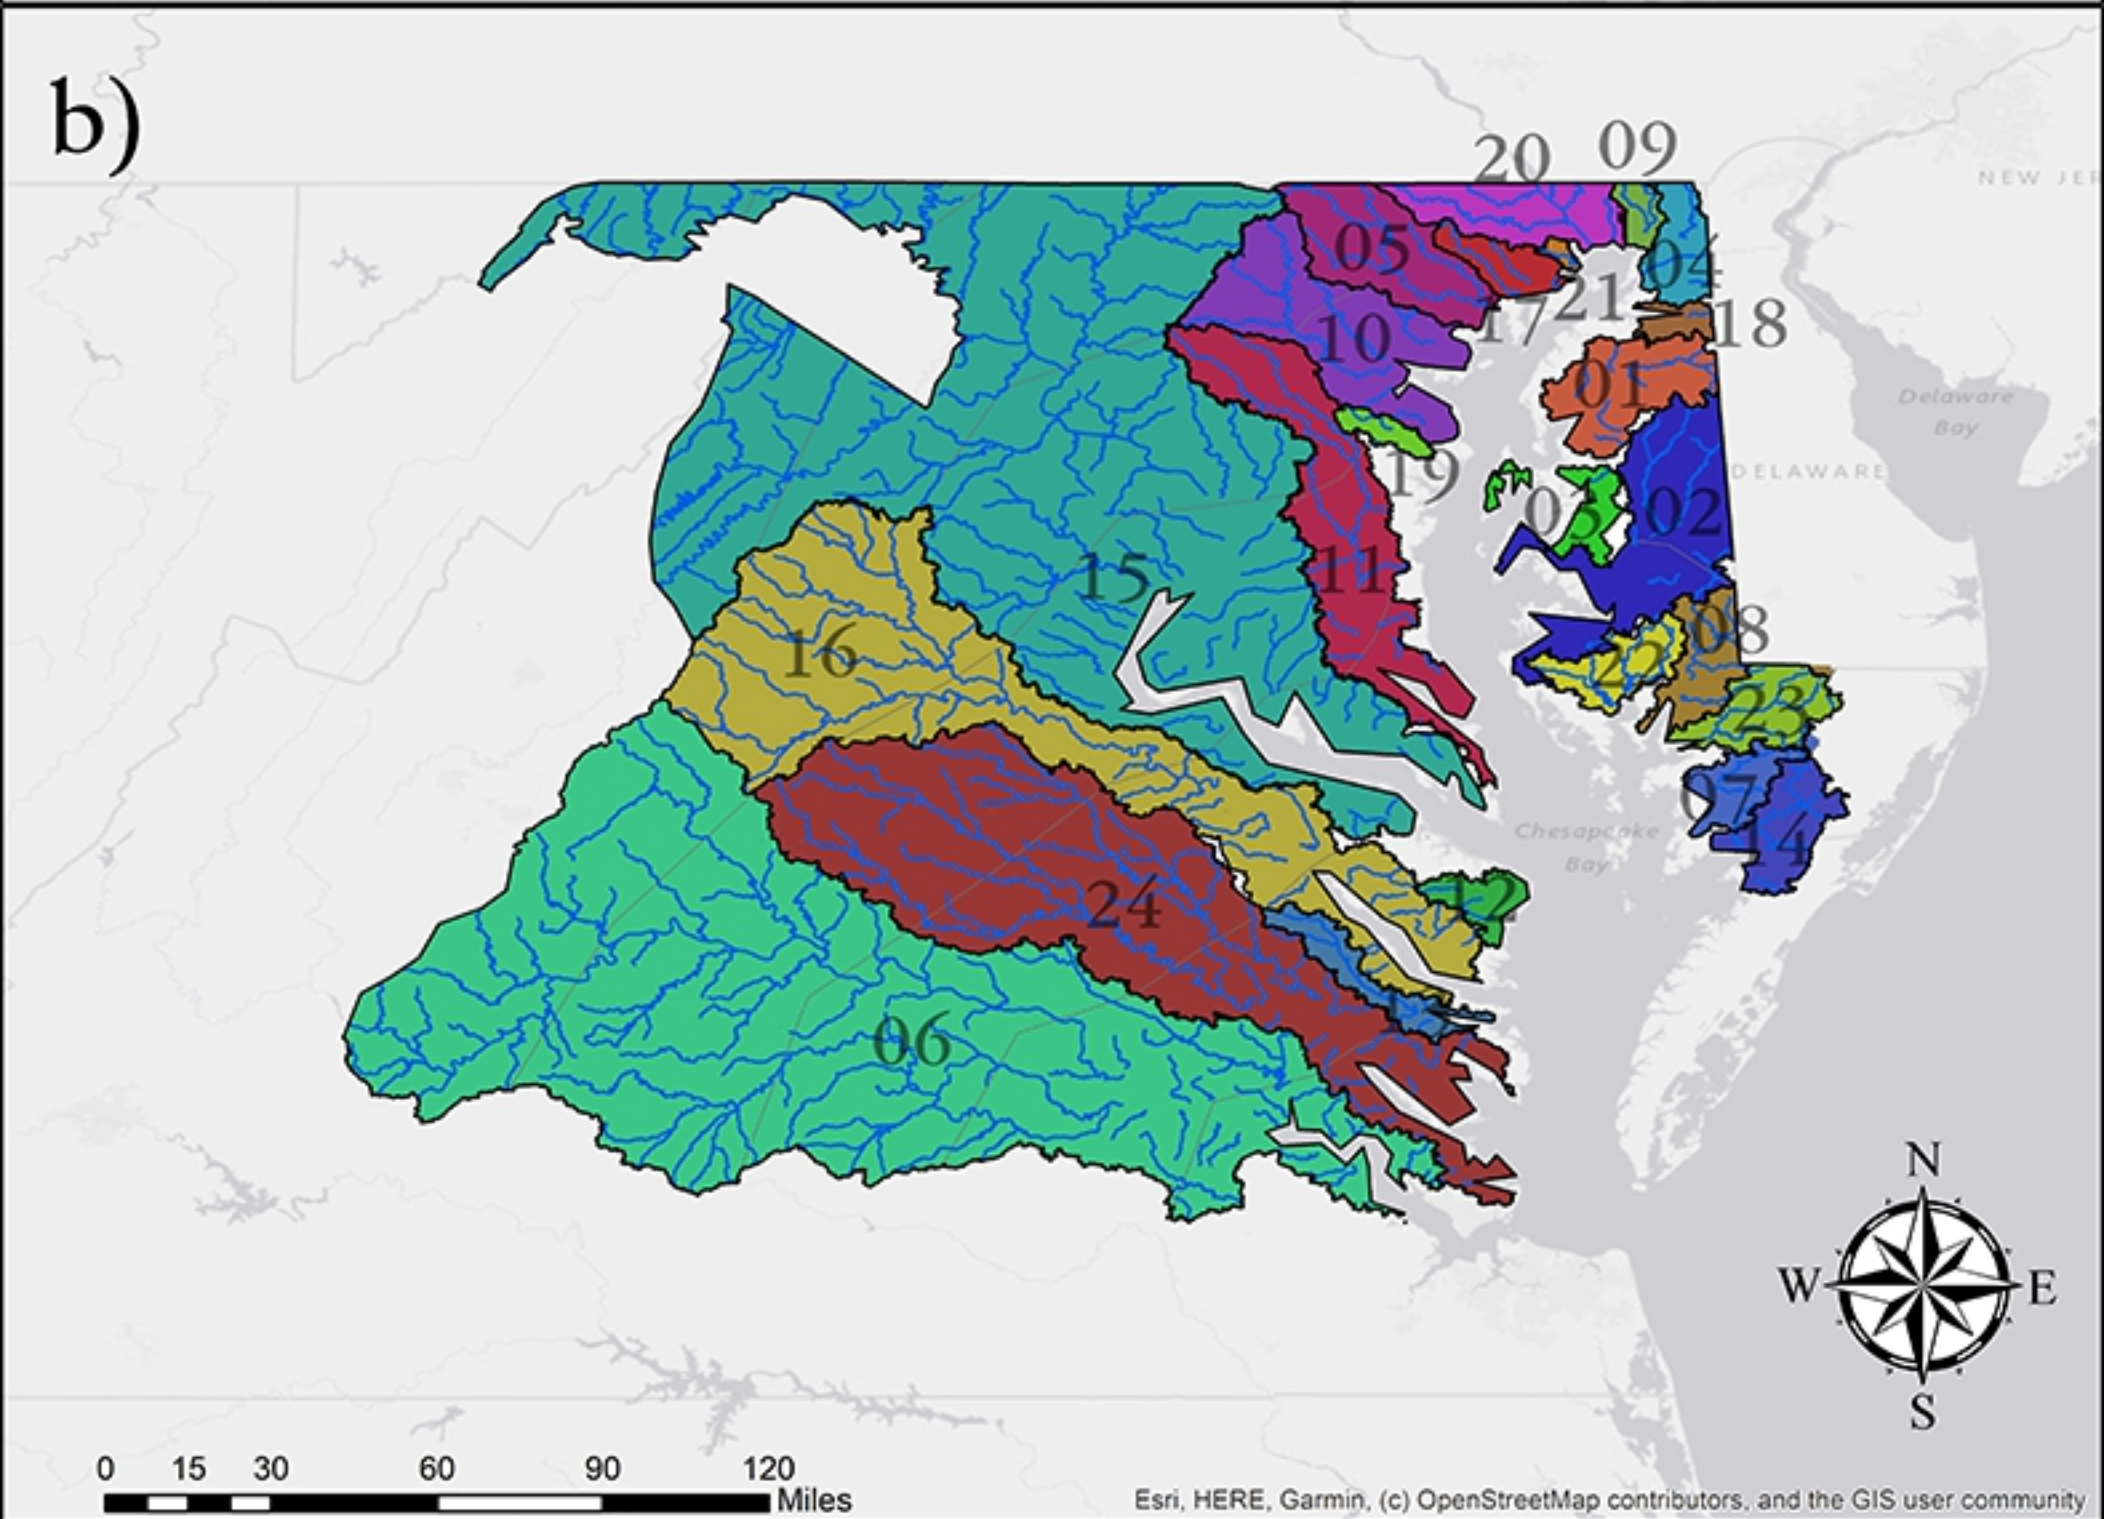 b)
20 09
NEW JER
05
04
21
17
18
10
01
Delaware
Bay
19
DELAWARE
03 02
15
11
16
08
22
23
07
14
Chesapeake
Bay
12
24
06
N
W E
S
0 15 30 60 90 120
Miles
Esri, HERE, Garmin, (c) OpenStreetMap contributors, and the GIS user community